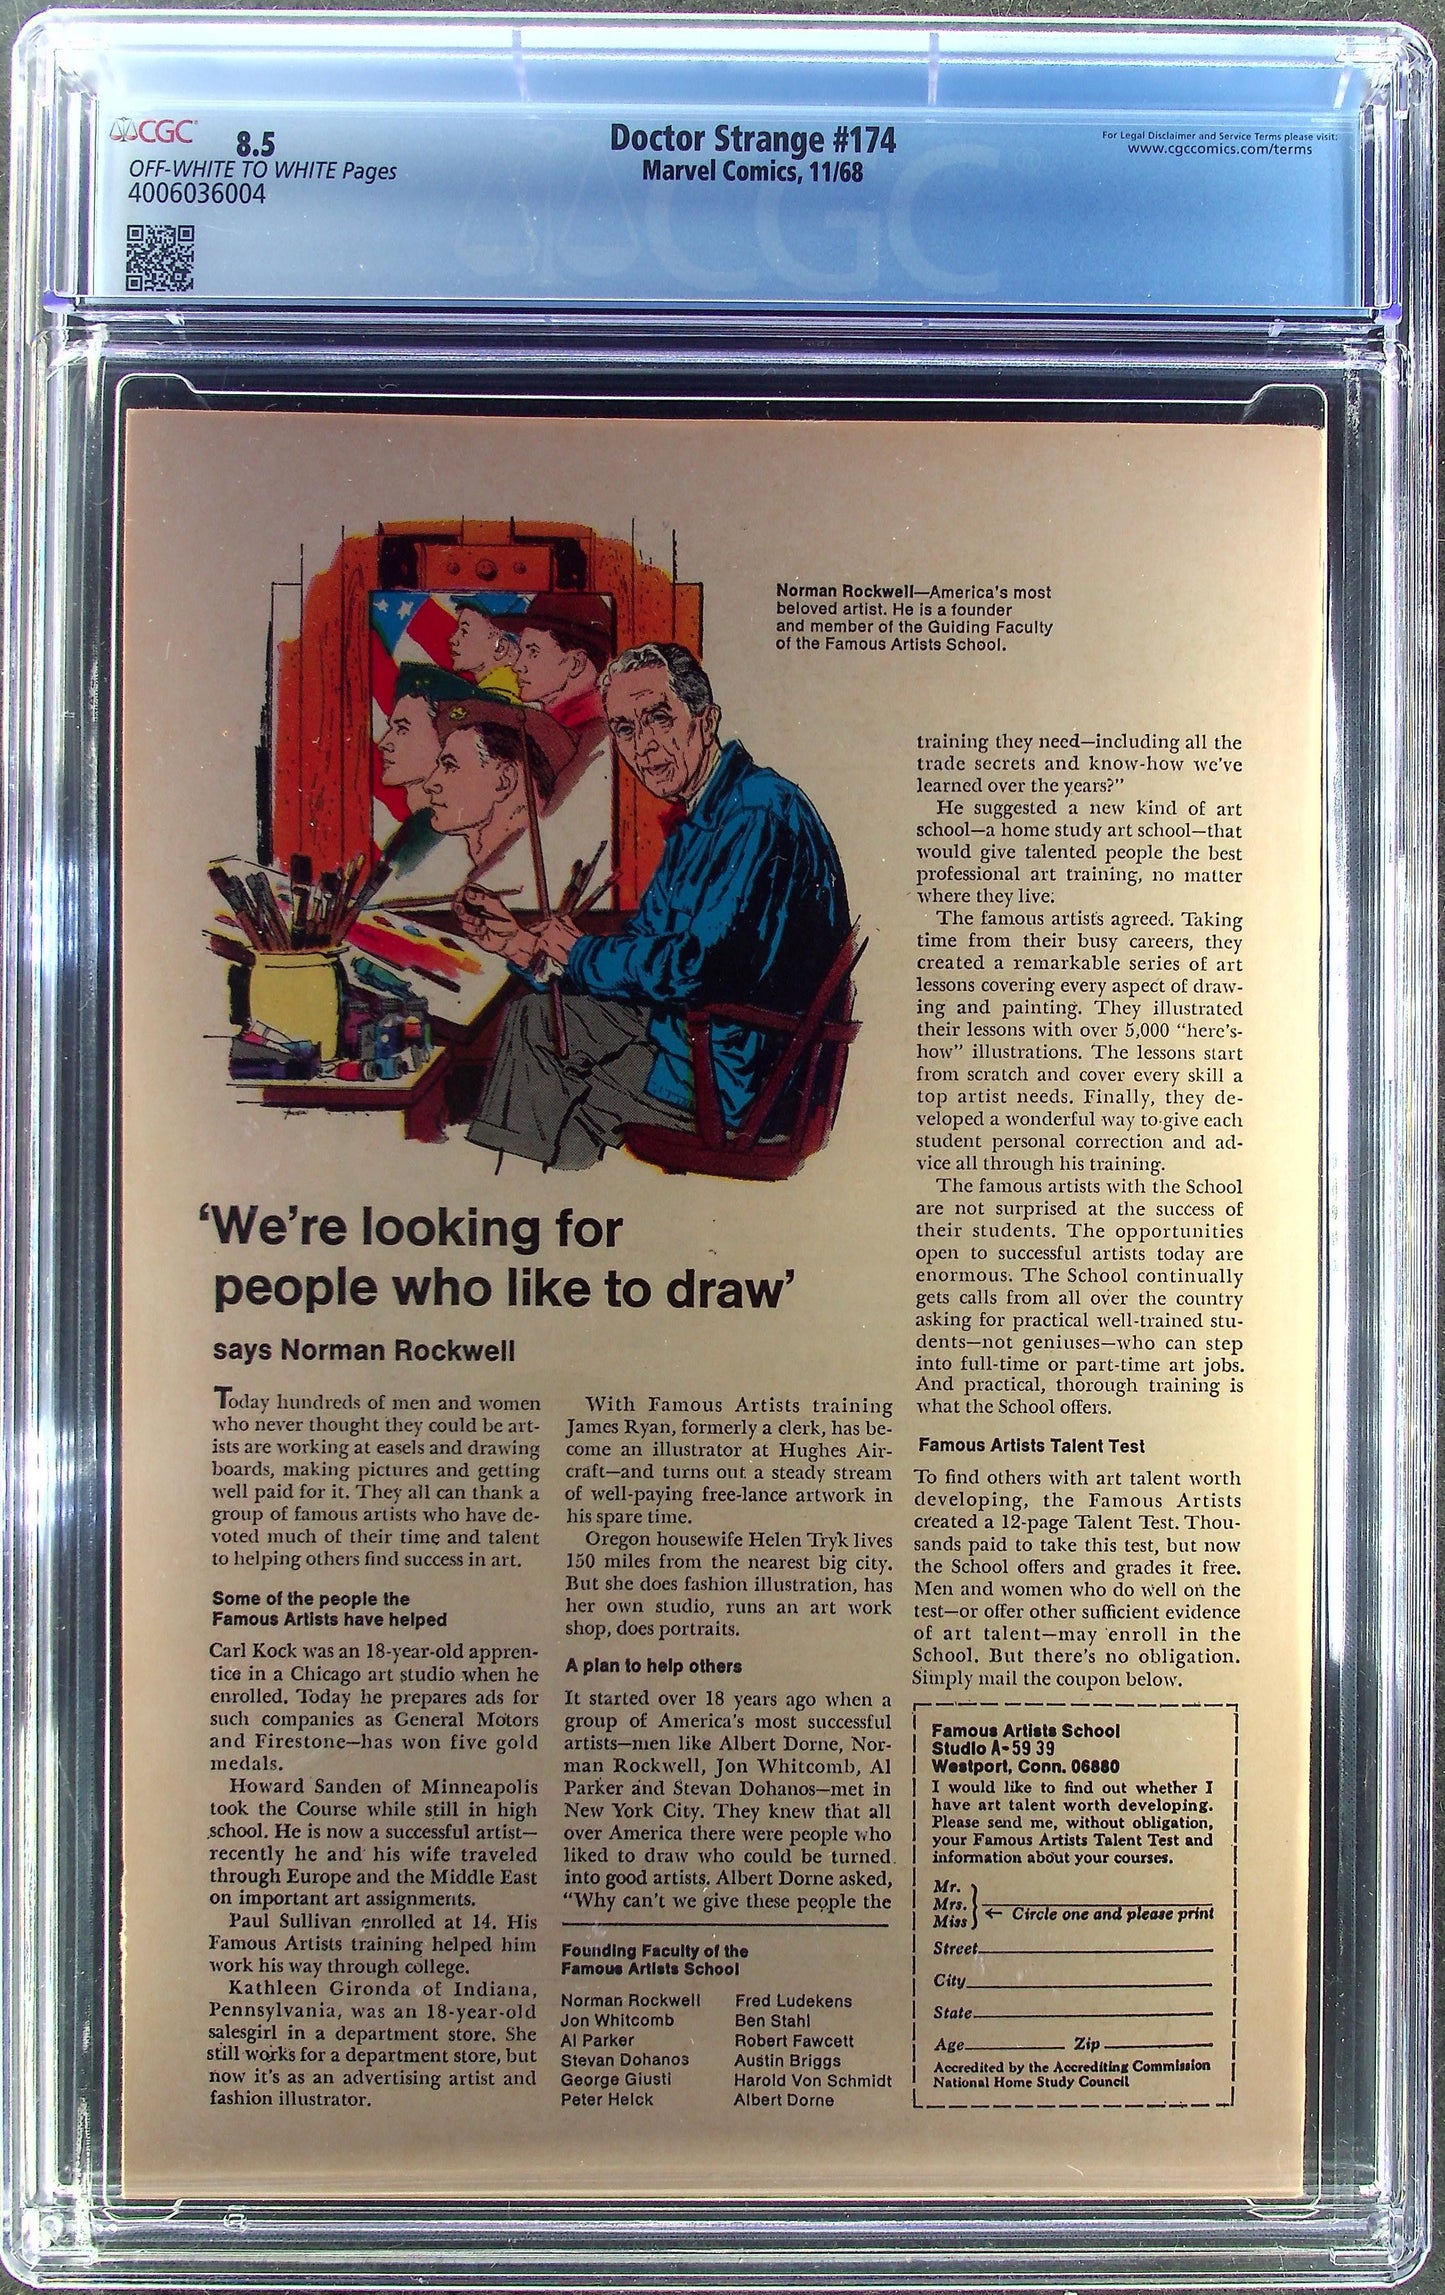 CGC 8.5
OFF-WHITE TO WHITE Pages
4006036004
Doctor Strange #174
Marvel Comics, 11/68
For Legal Disclaimer and Service Terms please visit:
www.cgccomics.com/terms
CGC
Norman Rockwell—America's most
beloved artist. He is a founder
and member of the Guiding Faculty
of the Famous Artists School.
'We're looking for
people who like to draw'
says Norman Rockwell
Today hundreds of men and women
who never thought they could be art-
ists are working at easels and drawing
boards, making pictures and getting
well paid for it. They all can thank a
group of famous artists who have de-
voted much of their time and talent
to helping others find success in art.
Some of the people the
Famous Artists have helped
Carl Kock was an 18-year-old appren-
tice in a Chicago art studio when he
enrolled. Today he prepares ads for
such companies as General Motors
and Firestone—has won five gold
medals.
Howard Sanden of Minneapolis
took the Course while still in high
school. He is now a successful artist—
recently he and his wife traveled
through Europe and the Middle East
on important art assignments.
Paul Sullivan enrolled at 14. His
Famous Artists training helped him
work his way through college.
Kathleen Gironda of Indiana,
Pennsylvania, was an 18-year-old
salesgirl in a department store. She
still works for a department store, but
now it's as an advertising artist and
fashion illustrator.
With Famous Artists training
James Ryan, formerly a clerk, has be-
come an illustrator at Hughes Air-
craft—and turns out a steady stream
of well-paying free-lance artwork in
his spare time.
Oregon housewife Helen Tryk lives
150 miles from the nearest big city.
But she does fashion illustration, has
her own studio, runs an art work
shop, does portraits.
A plan to help others
It started over 18 years ago when a
group of America's most successful
artists—men like Albert Dorne, Nor-
man Rockwell, Jon Whitcomb, Al
Parker and Stevan Dohanos—met in
New York City. They knew that all
over America there were people who
liked to draw who could be turned
into good artists. Albert Dorne asked,
"Why can't we give these people the
training they need—including all the
trade secrets and know-how we've
learned over the years?"
He suggested a new kind of art
school—a home study art school—that
would give talented people the best
professional art training, no matter
where they live.
The famous artists agreed. Taking
time from their busy careers, they
created a remarkable series of art
lessons covering every aspect of draw-
ing and painting. They illustrated
their lessons with over 5,000 "here's-
how" illustrations. The lessons start
from scratch and cover every skill a
top artist needs. Finally, they de-
veloped a wonderful way to give each
student personal correction and ad-
vice all through his training.
The famous artists with the School
are not surprised at the success of
their students. The opportunities
open to successful artists today are
enormous. The School continually
gets calls from all over the country
asking for practical well-trained stu-
dents—not geniuses—who can step
into full-time or part-time art jobs.
And practical, thorough training is
what the School offers.
Famous Artists Talent Test
To find others with art talent worth
developing, the Famous Artists
created a 12-page Talent Test. Thou-
sands paid to take this test, but now
the School offers and grades it free.
Men and women who do well on the
test—or offer other sufficient evidence
of art talent—may enroll in the
School. But there's no obligation.
Simply mail the coupon below.
Founding Faculty of the
Famous Artists School
Norman Rockwell
Jon Whitcomb
Al Parker
Stevan Dohanos
George Giusti
Peter Helck
Fred Ludekens
Ben Stahl
Robert Fawcett
Austin Briggs
Harold Von Schmidt
Albert Dorne
Famous Artists School
Studio A-59 39
Westport, Conn. 06880
I would like to find out whether I
have art talent worth developing.
Please send me, without obligation,
your Famous Artists Talent Test and
information about your courses.
Mr.
Mrs.
Miss
← Circle one and please print
Street
City
State
Age Zip
Accredited by the Accrediting Commission
National Home Study Council